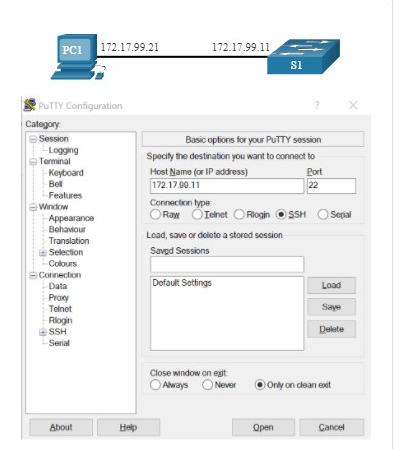 PC1 172.17.99.21 172.17.99.11
S1
PuTTY Configuration ? ×
Category:
Session
Logging
Terminal
Keyboard
Bell
Features
Window
Appearance
Behaviour
Translation
Selection
Colours
Connection
Data
Proxy
Telnet
Rlogin
SSH
Serial
Basic options for your PuTTY session
Specify the destination you want to connect to
Host Name (or IP address) Port
172.17.99.11 22
Connection type:
Raw Telnet Rlogin SSH Serial
Load, save or delete a stored session
Saved Sessions
Default Settings
Load
Save
Delete
Close window on exit:
Always Never Only on clean exit
About Help Open Cancel